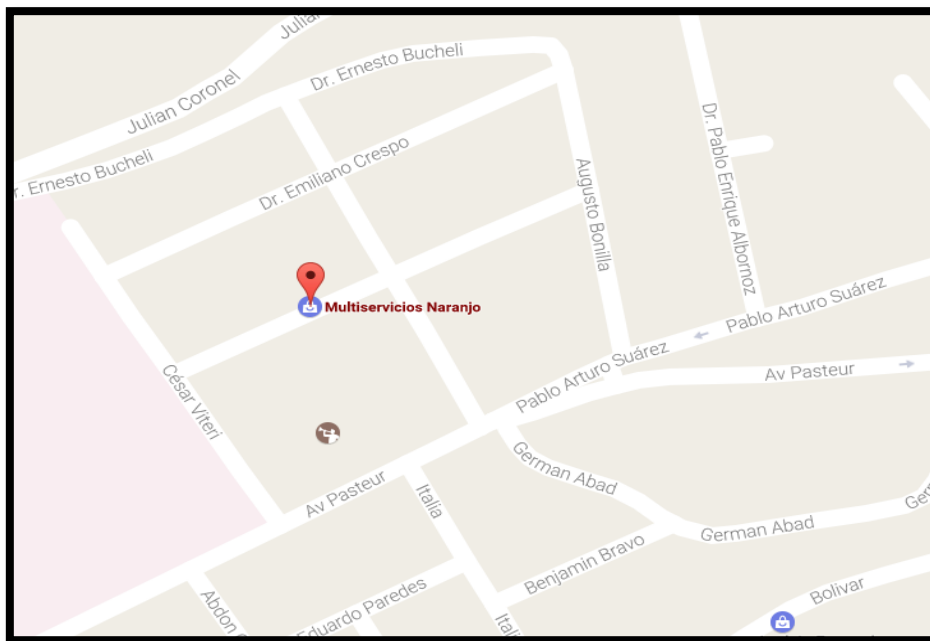 Julian
Dr. Ernesto Bucheli
Julian Coronel
Dr. Pablo Enrique Albornoz
Dr. Emiliano Crespo
r. Ernesto Bucheli
Augusto Bonilla
Multiservicios Naranjo
Pablo Arturo Suárez
Pablo Arturo Suárez
Av Pasteur
César Viteri
German Abad
Av Pasteur
Italia
German Abad
Benjamin Bravo
Bolivar
Abdon
Eduardo Paredes